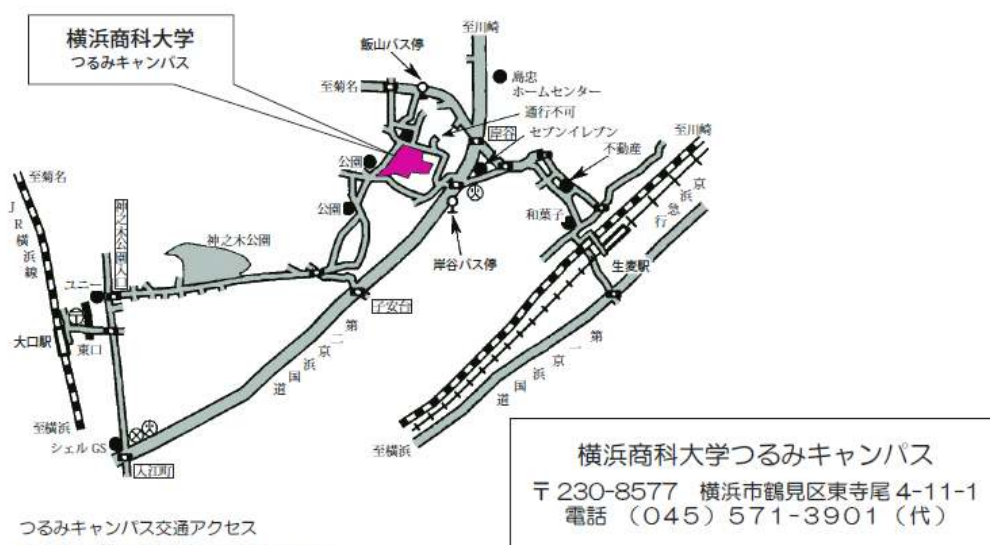 横浜商科大学
つるみキャンパス
飯山バス停
至川崎
島忠
ホームセンター
至菊名
通行不可
岸谷
セブンイレブン
至川崎
不動産
公園
京浜急行
至菊名
JR横浜線
神之木公園入口
公園
和菓子
神之木公園
岸谷バス停
生麦駅
ユニー
子安台
大口駅
東口
第二京浜国道
第一京浜国道
至横浜
シェルGS
入江町
至横浜
横浜商科大学つるみキャンパス
〒230-8577 横浜市鶴見区東寺尾4-11-1
電話 (045) 571-3901 (代)
つるみキャンパス交通アクセス